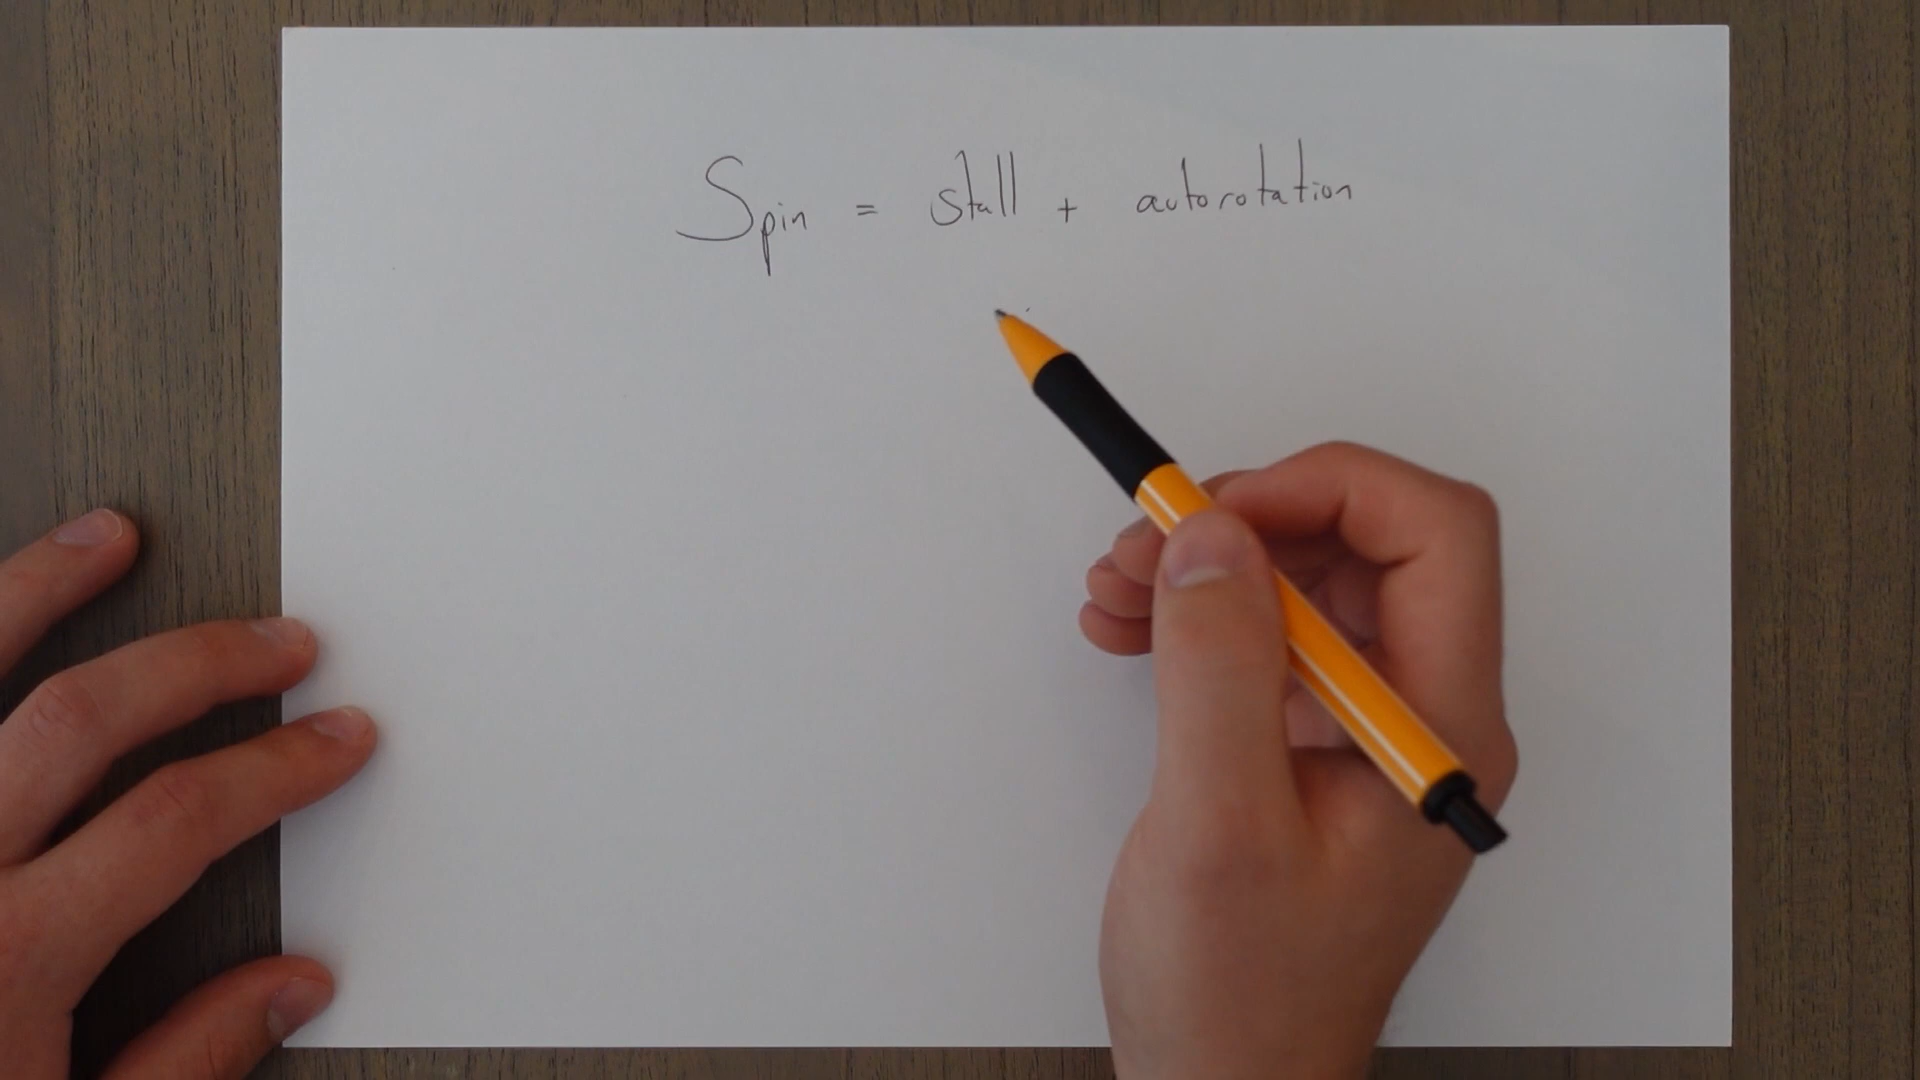 Spin = stall + autorotation